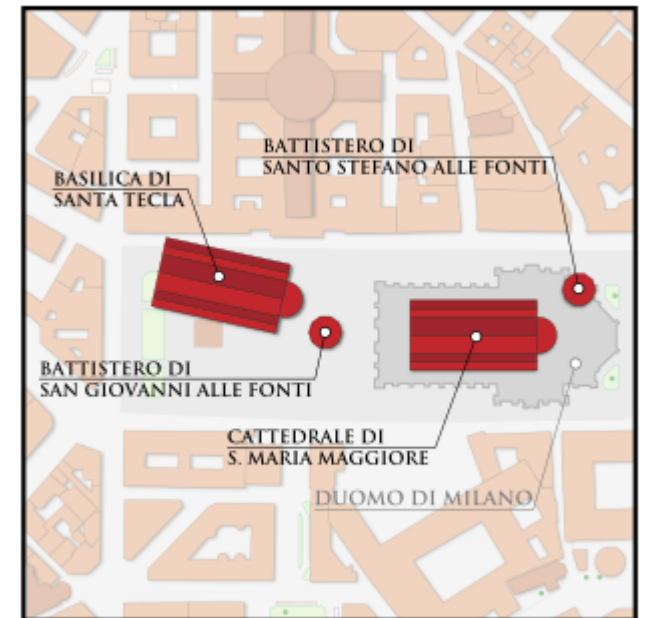 BATTISTERO DI
SANTO STEFANO ALLE FONTI
BASILICA DI
SANTA TECLA
BATTISTERO DI
SAN GIOVANNI ALLE FONTI
CATTEDRALE DI
S. MARIA MAGGIORE
DUOMO DI MILANO